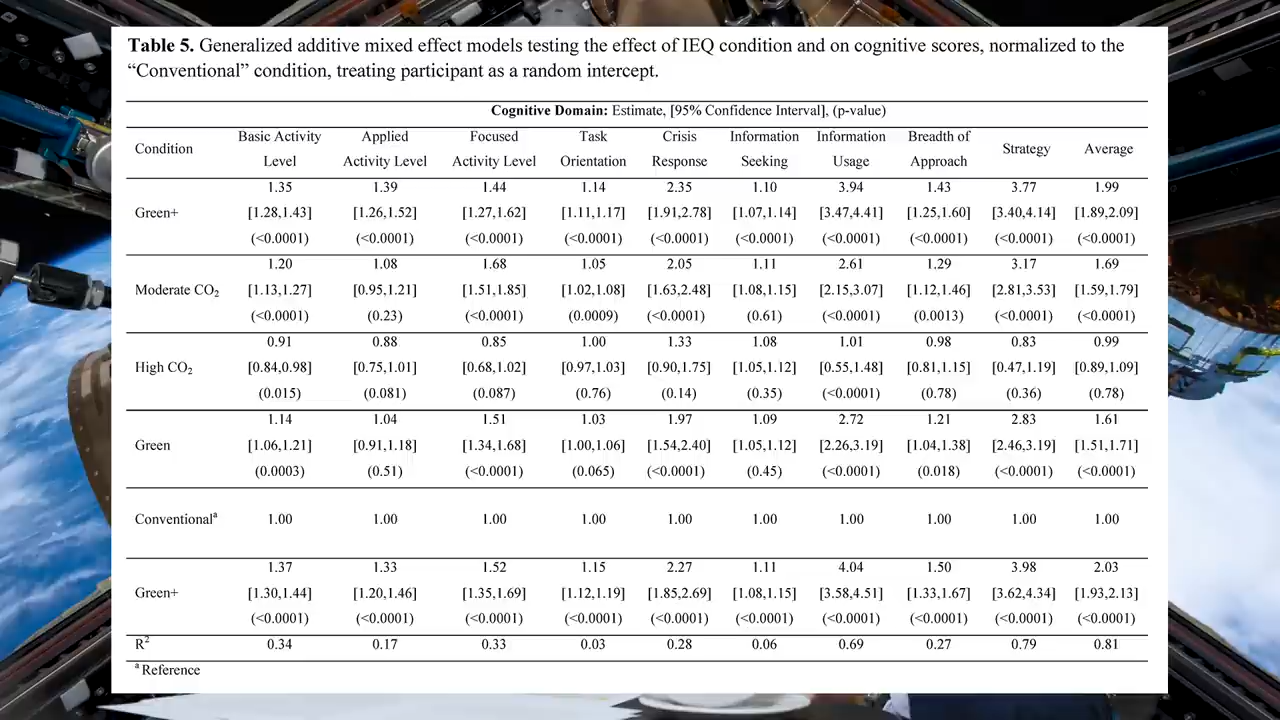 Table 5. Generalized additive mixed effect models testing the effect of IEQ condition and on cognitive scores, normalized to the
“Conventional” condition, treating participant as a random intercept.
Cognitive Domain: Estimate, [95% Confidence Interval], (p-value)
Condition Basic Activity Level Applied Activity Level Focused Activity Level Task Orientation Crisis Response Information Seeking Information Usage Breadth of Approach Strategy Average
1.35 1.39 1.44 1.14 2.35 1.10 3.94 1.43 3.77 1.99
Green+ [1.28,1.43] [1.26,1.52] [1.27,1.62] [1.11,1.17] [1.91,2.78] [1.07,1.14] [3.47,4.41] [1.25,1.60] [3.40,4.14] [1.89,2.09]
(<0.0001) (<0.0001) (<0.0001) (<0.0001) (<0.0001) (<0.0001) (<0.0001) (<0.0001) (<0.0001) (<0.0001)
1.20 1.08 1.68 1.05 2.05 1.11 2.61 1.29 3.17 1.69
Moderate CO₂ [1.13,1.27] [0.95,1.21] [1.51,1.85] [1.02,1.08] [1.63,2.48] [1.08,1.15] [2.15,3.07] [1.12,1.46] [2.81,3.53] [1.59,1.79]
(<0.0001) (0.23) (<0.0001) (0.0009) (<0.0001) (0.61) (<0.0001) (0.0013) (<0.0001) (<0.0001)
0.91 0.88 0.85 1.00 1.33 1.08 1.01 0.98 0.83 0.99
High CO₂ [0.84,0.98] [0.75,1.01] [0.68,1.02] [0.97,1.03] [0.90,1.75] [1.05,1.12] [0.55,1.48] [0.81,1.15] [0.47,1.19] [0.89,1.09]
(0.015) (0.081) (0.087) (0.76) (0.14) (0.35) (<0.0001) (0.78) (0.36) (0.78)
1.14 1.04 1.51 1.03 1.97 1.09 2.72 1.21 2.83 1.61
Green [1.06,1.21] [0.91,1.18] [1.34,1.68] [1.00,1.06] [1.54,2.40] [1.05,1.12] [2.26,3.19] [1.04,1.38] [2.46,3.19] [1.51,1.71]
(0.0003) (0.51) (<0.0001) (0.065) (<0.0001) (0.45) (<0.0001) (0.018) (<0.0001) (<0.0001)
Conventionalᵃ 1.00 1.00 1.00 1.00 1.00 1.00 1.00 1.00 1.00 1.00
1.37 1.33 1.52 1.15 2.27 1.11 4.04 1.50 3.98 2.03
Green+ [1.30,1.44] [1.20,1.46] [1.35,1.69] [1.12,1.19] [1.85,2.69] [1.08,1.15] [3.58,4.51] [1.33,1.67] [3.62,4.34] [1.93,2.13]
(<0.0001) (<0.0001) (<0.0001) (<0.0001) (<0.0001) (<0.0001) (<0.0001) (<0.0001) (<0.0001) (<0.0001)
R² 0.34 0.17 0.33 0.03 0.28 0.06 0.69 0.27 0.79 0.81
ᵃ Reference